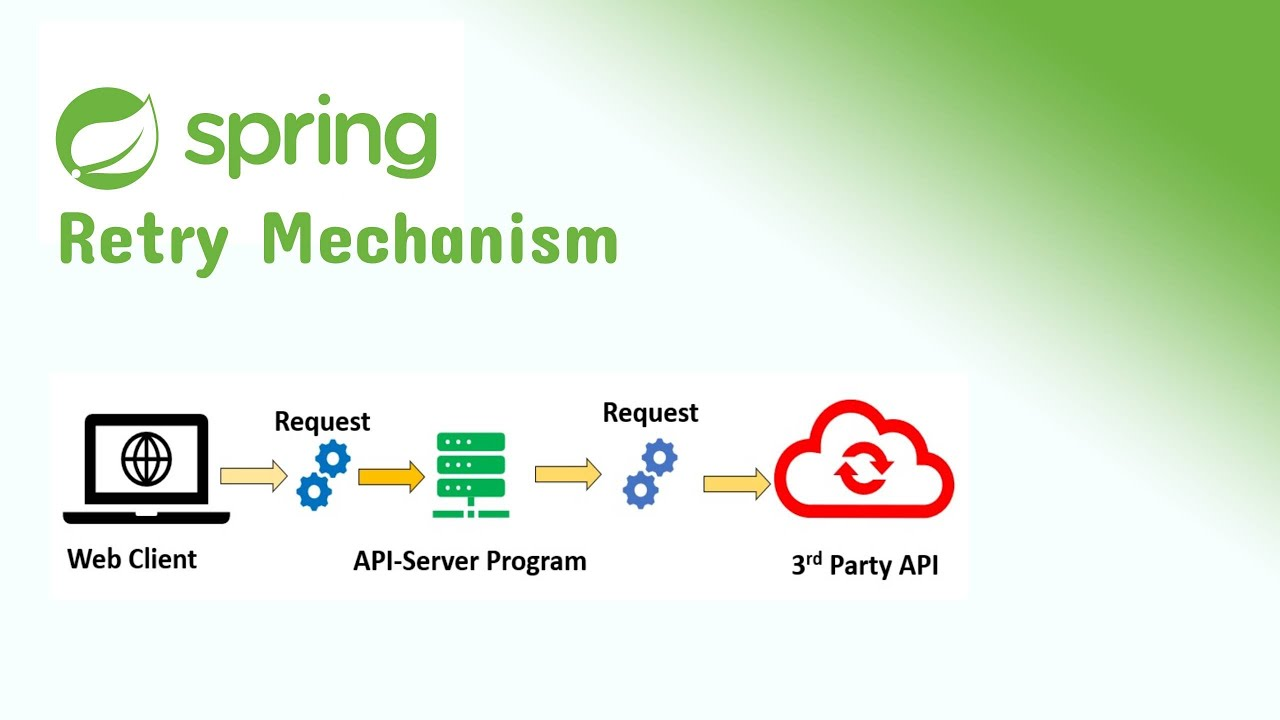 spring
Retry Mechanism
Request
Request
Web Client
API-Server Program
3rd Party API